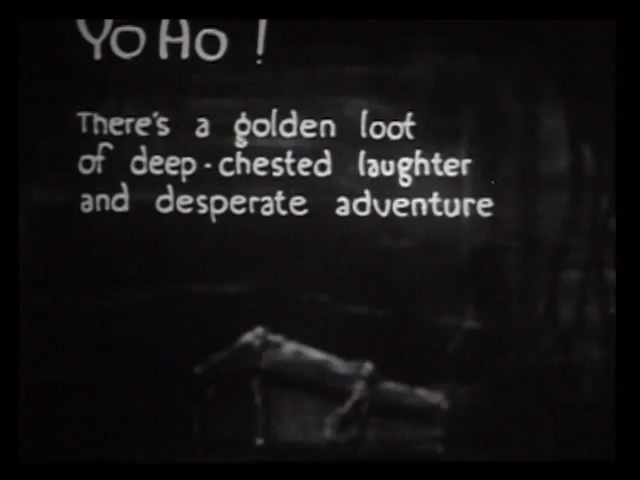 Yo Ho !
There's a golden loot
of deep-chested laughter
and desperate adventure